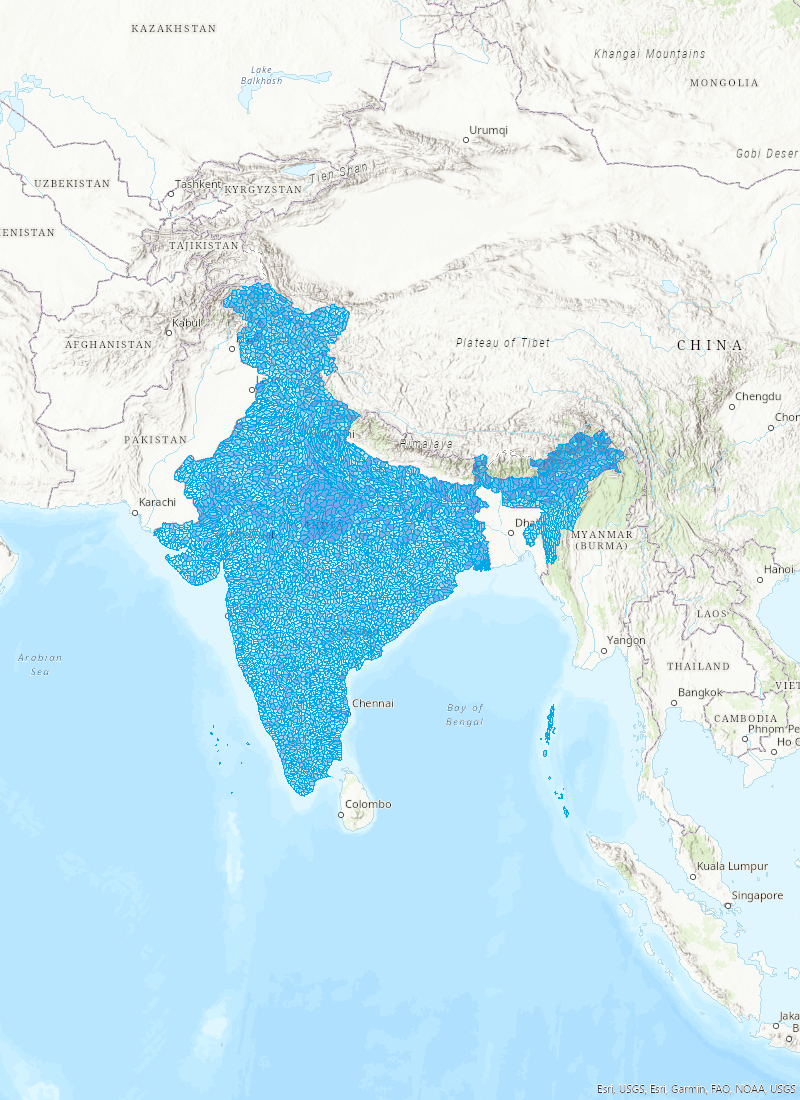 KAZAKHSTAN
Khangai Mountains
Lake
Balkhash
MONGOLIA
Urumqi
Gobi Deser
Tien Shan
UZBEKISTAN
Tashkent
KYRGYZSTAN
ENISTAN
TAJIKISTAN
Kabul
AFGHANISTAN
Plateau of Tibet
CHINA
Chengdu
Chon
PAKISTAN
Himalaya
Karachi
Dha
MYANMAR
(BURMA)
Hanoi
LAOS
Yangon
Arabian
Sea
THAILAND
VIET
Bangkok
Chennai
Bay of
Bengal
CAMBODIA
Phnom Pe
Ho C
Colombo
Kuala Lumpur
Singapore
Jaka
B
Esri, USGS, Esri, Garmin, FAO, NOAA, USGS